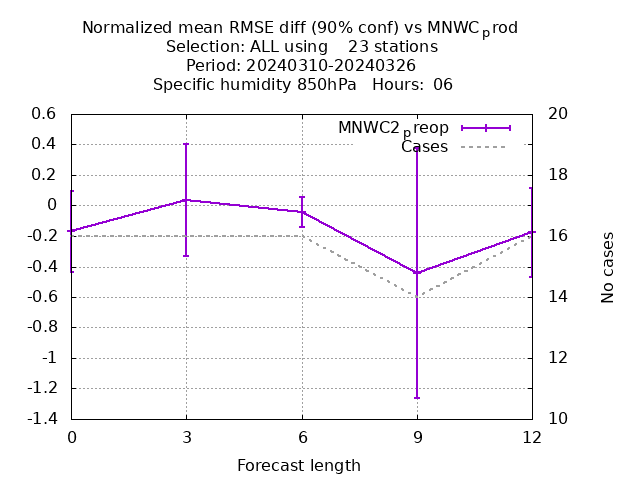 Normalized mean RMSE diff (90% conf) vs MNWCprod
Selection: ALL using 23 stations
Period: 20240310-20240326
Specific humidity 850hPa Hours: 06
MNWC2preop
Cases
0.6
0.4
0.2
0
-0.2
-0.4
-0.6
-0.8
-1
-1.2
-1.4
20
18
16
14
12
10
No cases
0 3 6 9 12
Forecast length